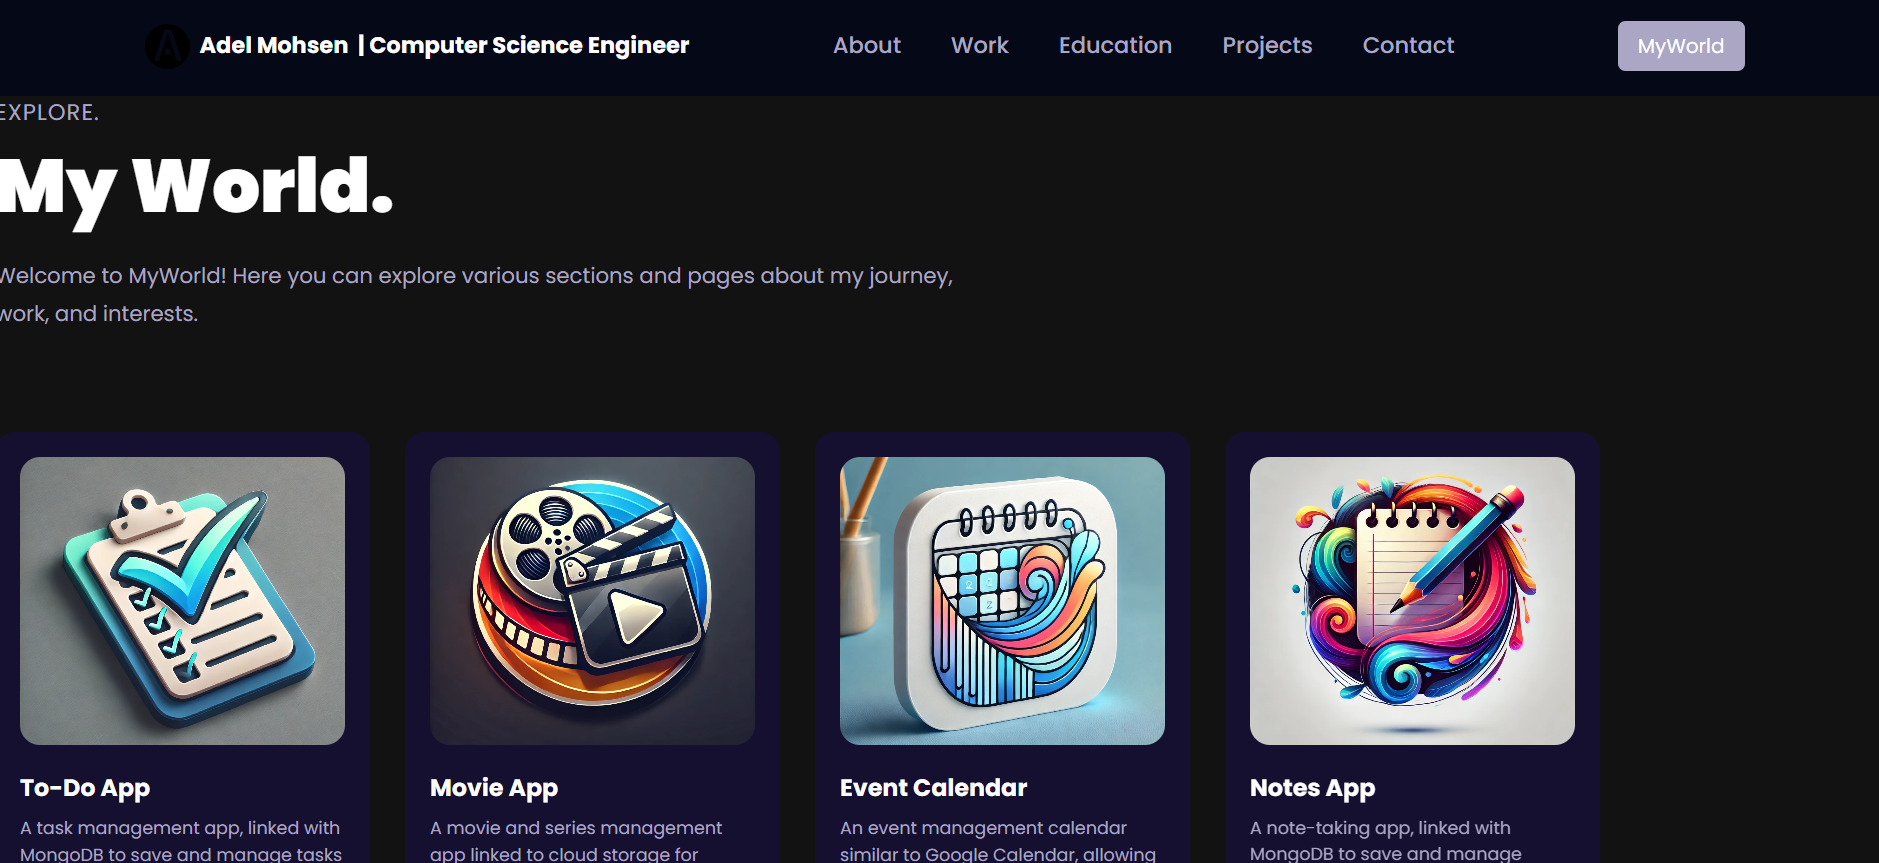 Adel Mohsen | Computer Science Engineer
About Work Education Projects Contact
MyWorld
EXPLORE.
My World.
Welcome to MyWorld! Here you can explore various sections and pages about my journey,
work, and interests.
To-Do App
A task management app, linked with
MongoDB to save and manage tasks
Movie App
A movie and series management
app linked to cloud storage for
Event Calendar
An event management calendar
similar to Google Calendar, allowing
Notes App
A note-taking app, linked with
MongoDB to save and manage